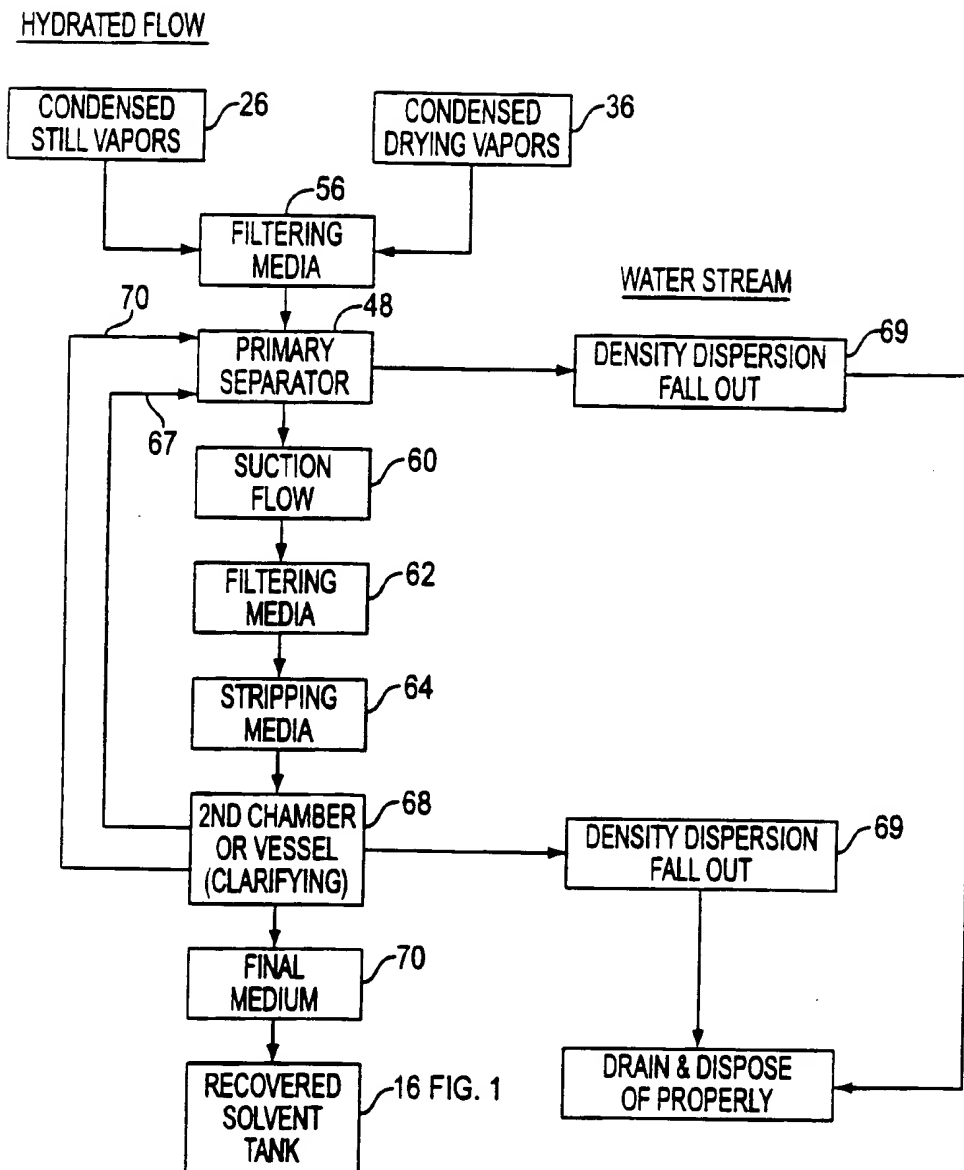 HYDRATED FLOW
CONDENSED
STILL VAPORS
26
CONDENSED
DRYING VAPORS
36
56
FILTERING
MEDIA
WATER STREAM
70
48
PRIMARY
SEPARATOR
69
DENSITY DISPERSION
FALL OUT
67
SUCTION
FLOW
60
FILTERING
MEDIA
62
STRIPPING
MEDIA
64
2ND CHAMBER
OR VESSEL
(CLARIFYING)
68
DENSITY DISPERSION
FALL OUT
69
FINAL
MEDIUM
70
RECOVERED
SOLVENT
TANK
16 FIG. 1
DRAIN & DISPOSE
OF PROPERLY